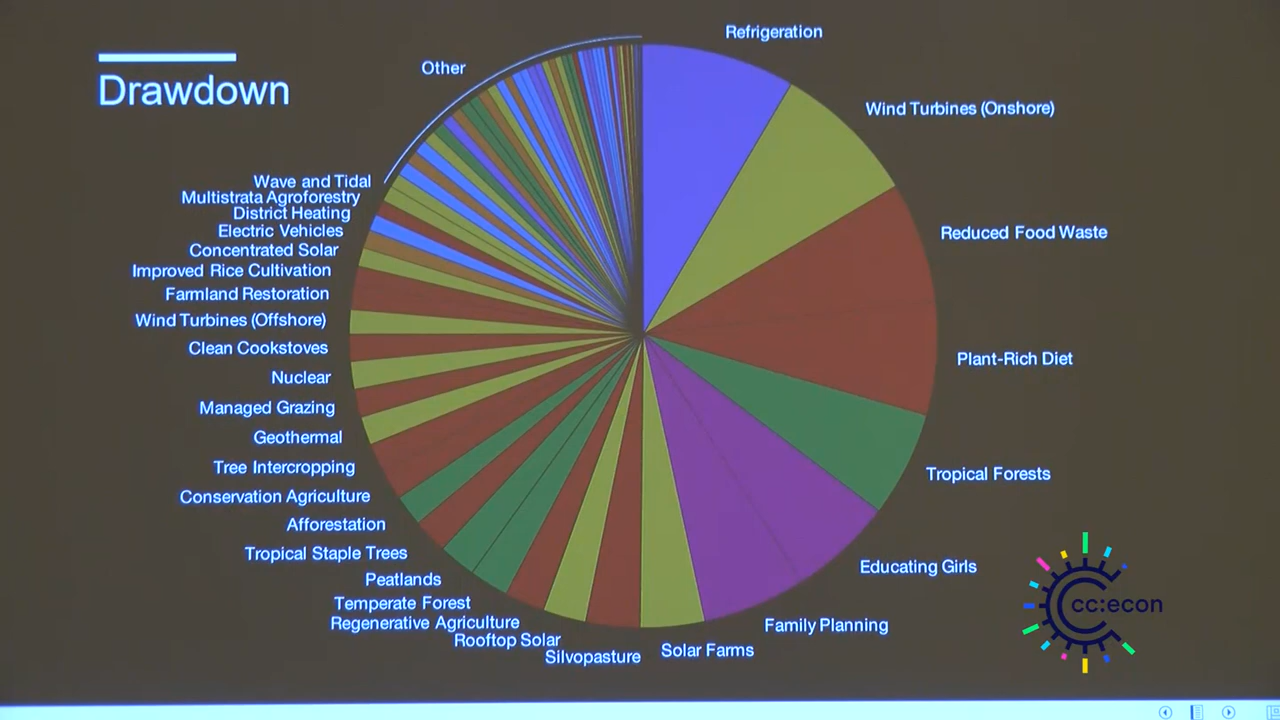 Drawdown
Refrigeration
Wind Turbines (Onshore)
Reduced Food Waste
Plant-Rich Diet
Tropical Forests
Educating Girls
Family Planning
Solar Farms
Silvopasture
Rooftop Solar
Regenerative Agriculture
Temperate Forest
Peatlands
Tropical Staple Trees
Afforestation
Conservation Agriculture
Tree Intercropping
Geothermal
Managed Grazing
Nuclear
Clean Cookstoves
Wind Turbines (Offshore)
Farmland Restoration
Improved Rice Cultivation
Concentrated Solar
Electric Vehicles
District Heating
Multistrata Agroforestry
Wave and Tidal
Other
cc:econ